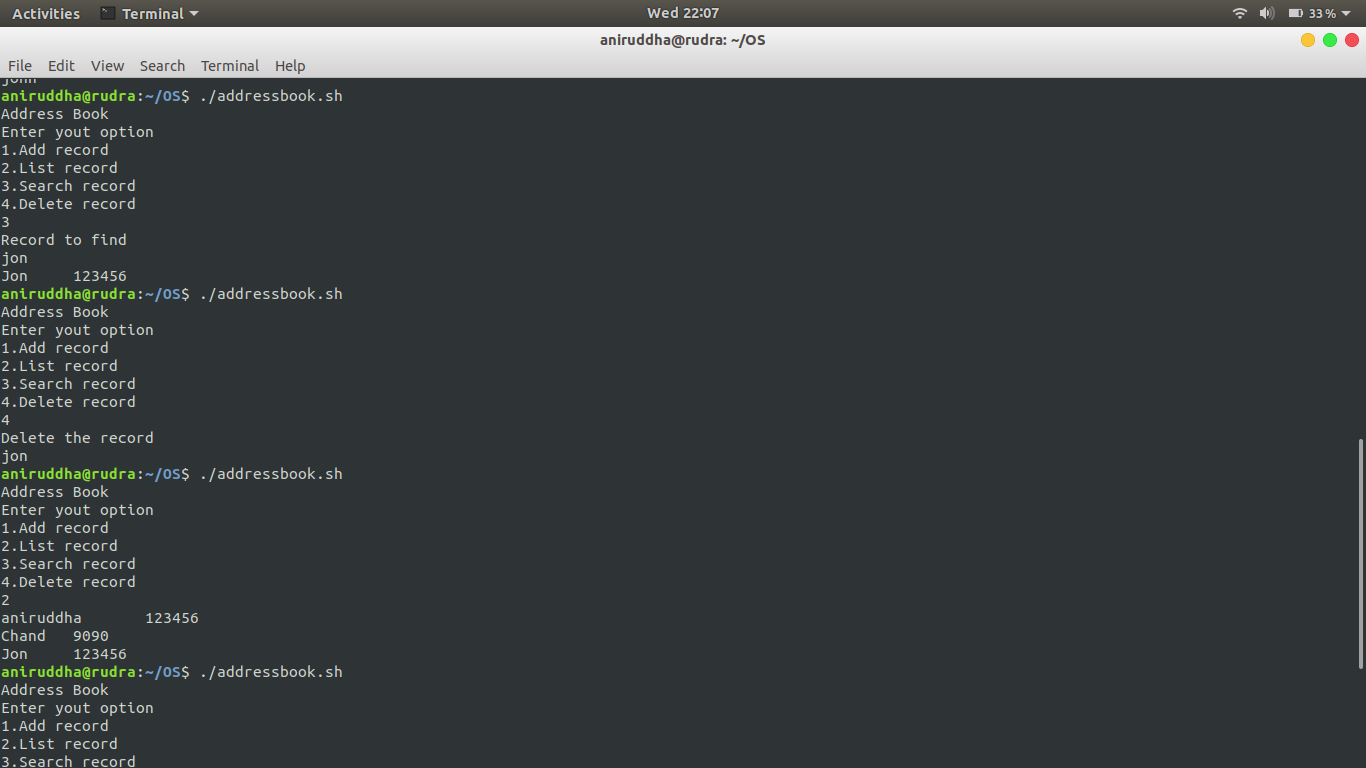 Activities Terminal Wed 22:07 33 %
aniruddha@rudra: ~/OS
File Edit View Search Terminal Help
john
aniruddha@rudra:~/OS$ ./addressbook.sh
Address Book
Enter yout option
1.Add record
2.List record
3.Search record
4.Delete record
3
Record to find
jon
Jon 123456
aniruddha@rudra:~/OS$ ./addressbook.sh
Address Book
Enter yout option
1.Add record
2.List record
3.Search record
4.Delete record
4
Delete the record
jon
aniruddha@rudra:~/OS$ ./addressbook.sh
Address Book
Enter yout option
1.Add record
2.List record
3.Search record
4.Delete record
2
aniruddha 123456
Chand 9090
Jon 123456
aniruddha@rudra:~/OS$ ./addressbook.sh
Address Book
Enter yout option
1.Add record
2.List record
3.Search record